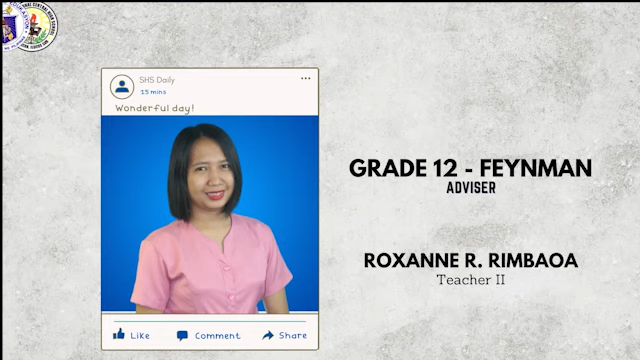 SHS Daily
15 mins
Wonderful day!
Like Comment Share
GRADE 12 - FEYNMAN
ADVISER
ROXANNE R. RIMBAOA
Teacher II